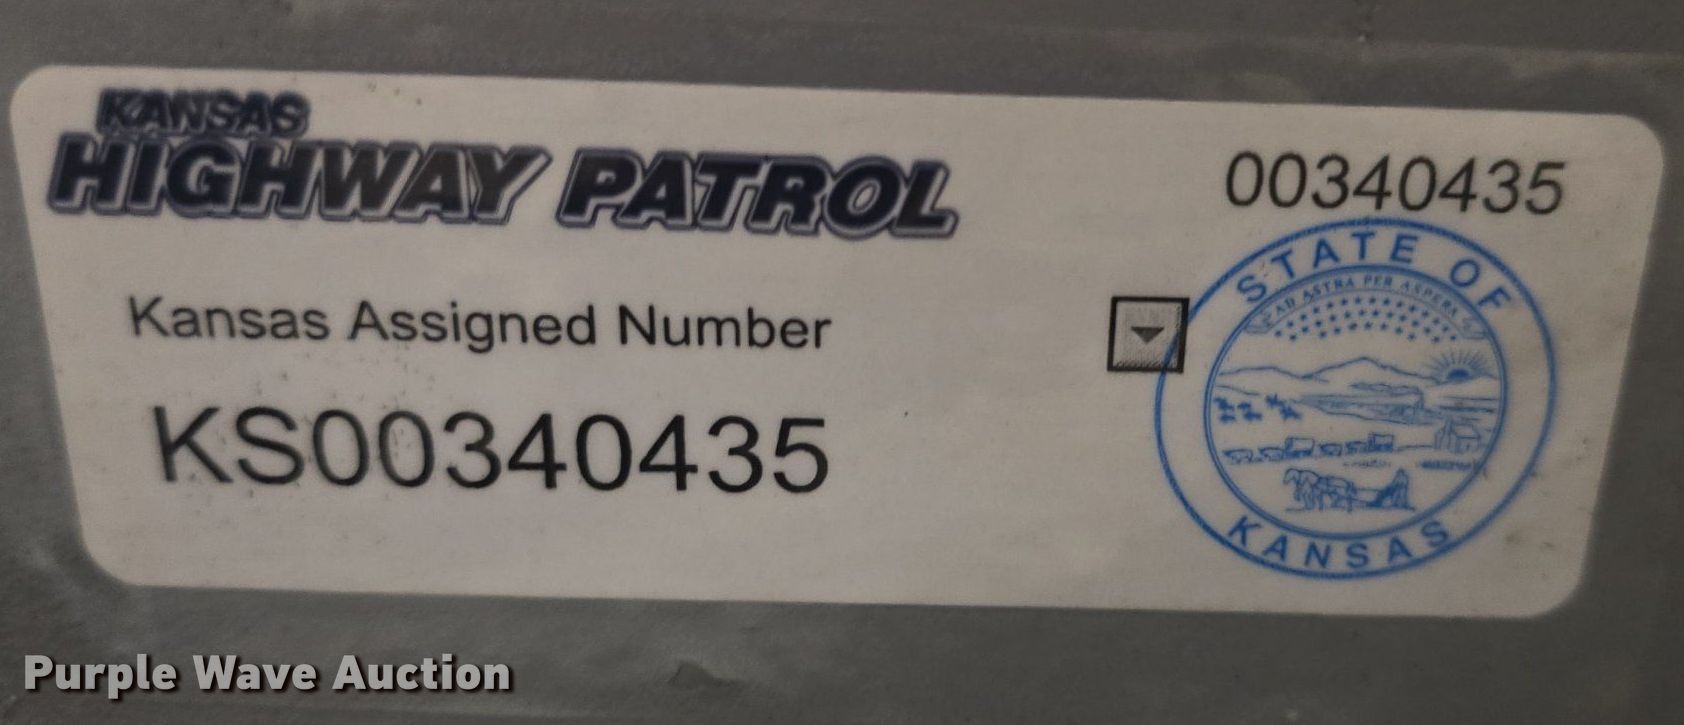 KANSAS
HIGHWAY PATROL
00340435
Kansas Assigned Number
KS00340435
STATE OF
AD ASTRA PER ASPERA
KANSAS
Purple Wave Auction